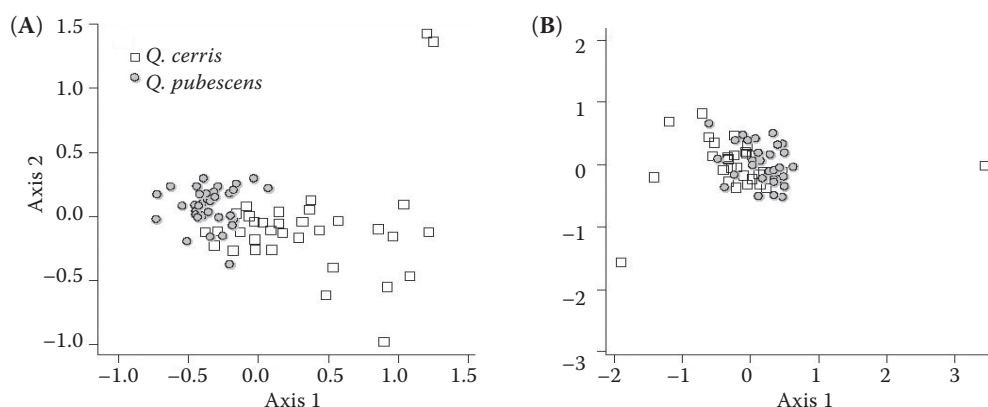 (A)
1.5
1.0
0.5
0.0
−0.5
−1.0
Axis 2
Q. cerris
Q. pubescens
−1.0 −0.5 0.0 0.5 1.0 1.5
Axis 1
(B)
2
1
0
−1
−2
−3
−2 −1 0 1 2 3
Axis 1